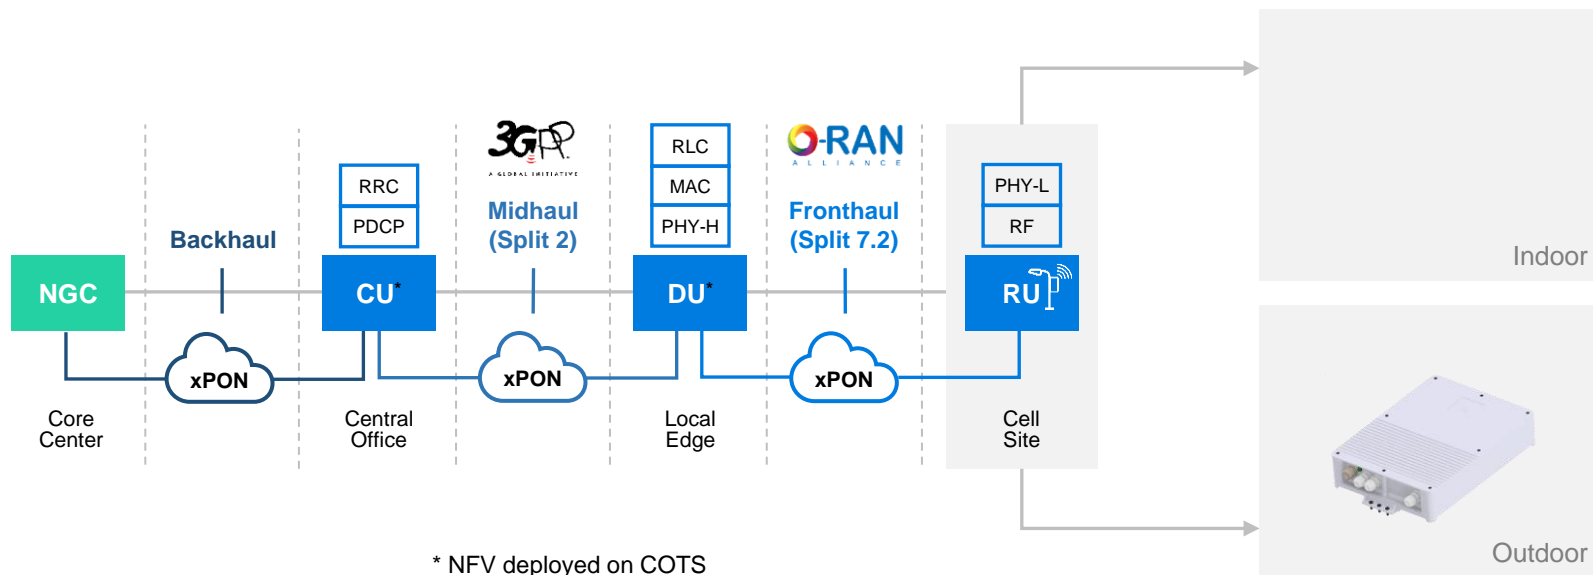 3GPP
A GLOBAL INITIATIVE
O-RAN
ALLIANCE
RRC
PDCP
RLC
MAC
PHY-H
PHY-L
RF
Backhaul
Midhaul
(Split 2)
Fronthaul
(Split 7.2)
NGC
CU*
DU*
RU
xPON
xPON
xPON
Core
Center
Central
Office
Local
Edge
Cell
Site
Indoor
Outdoor
* NFV deployed on COTS